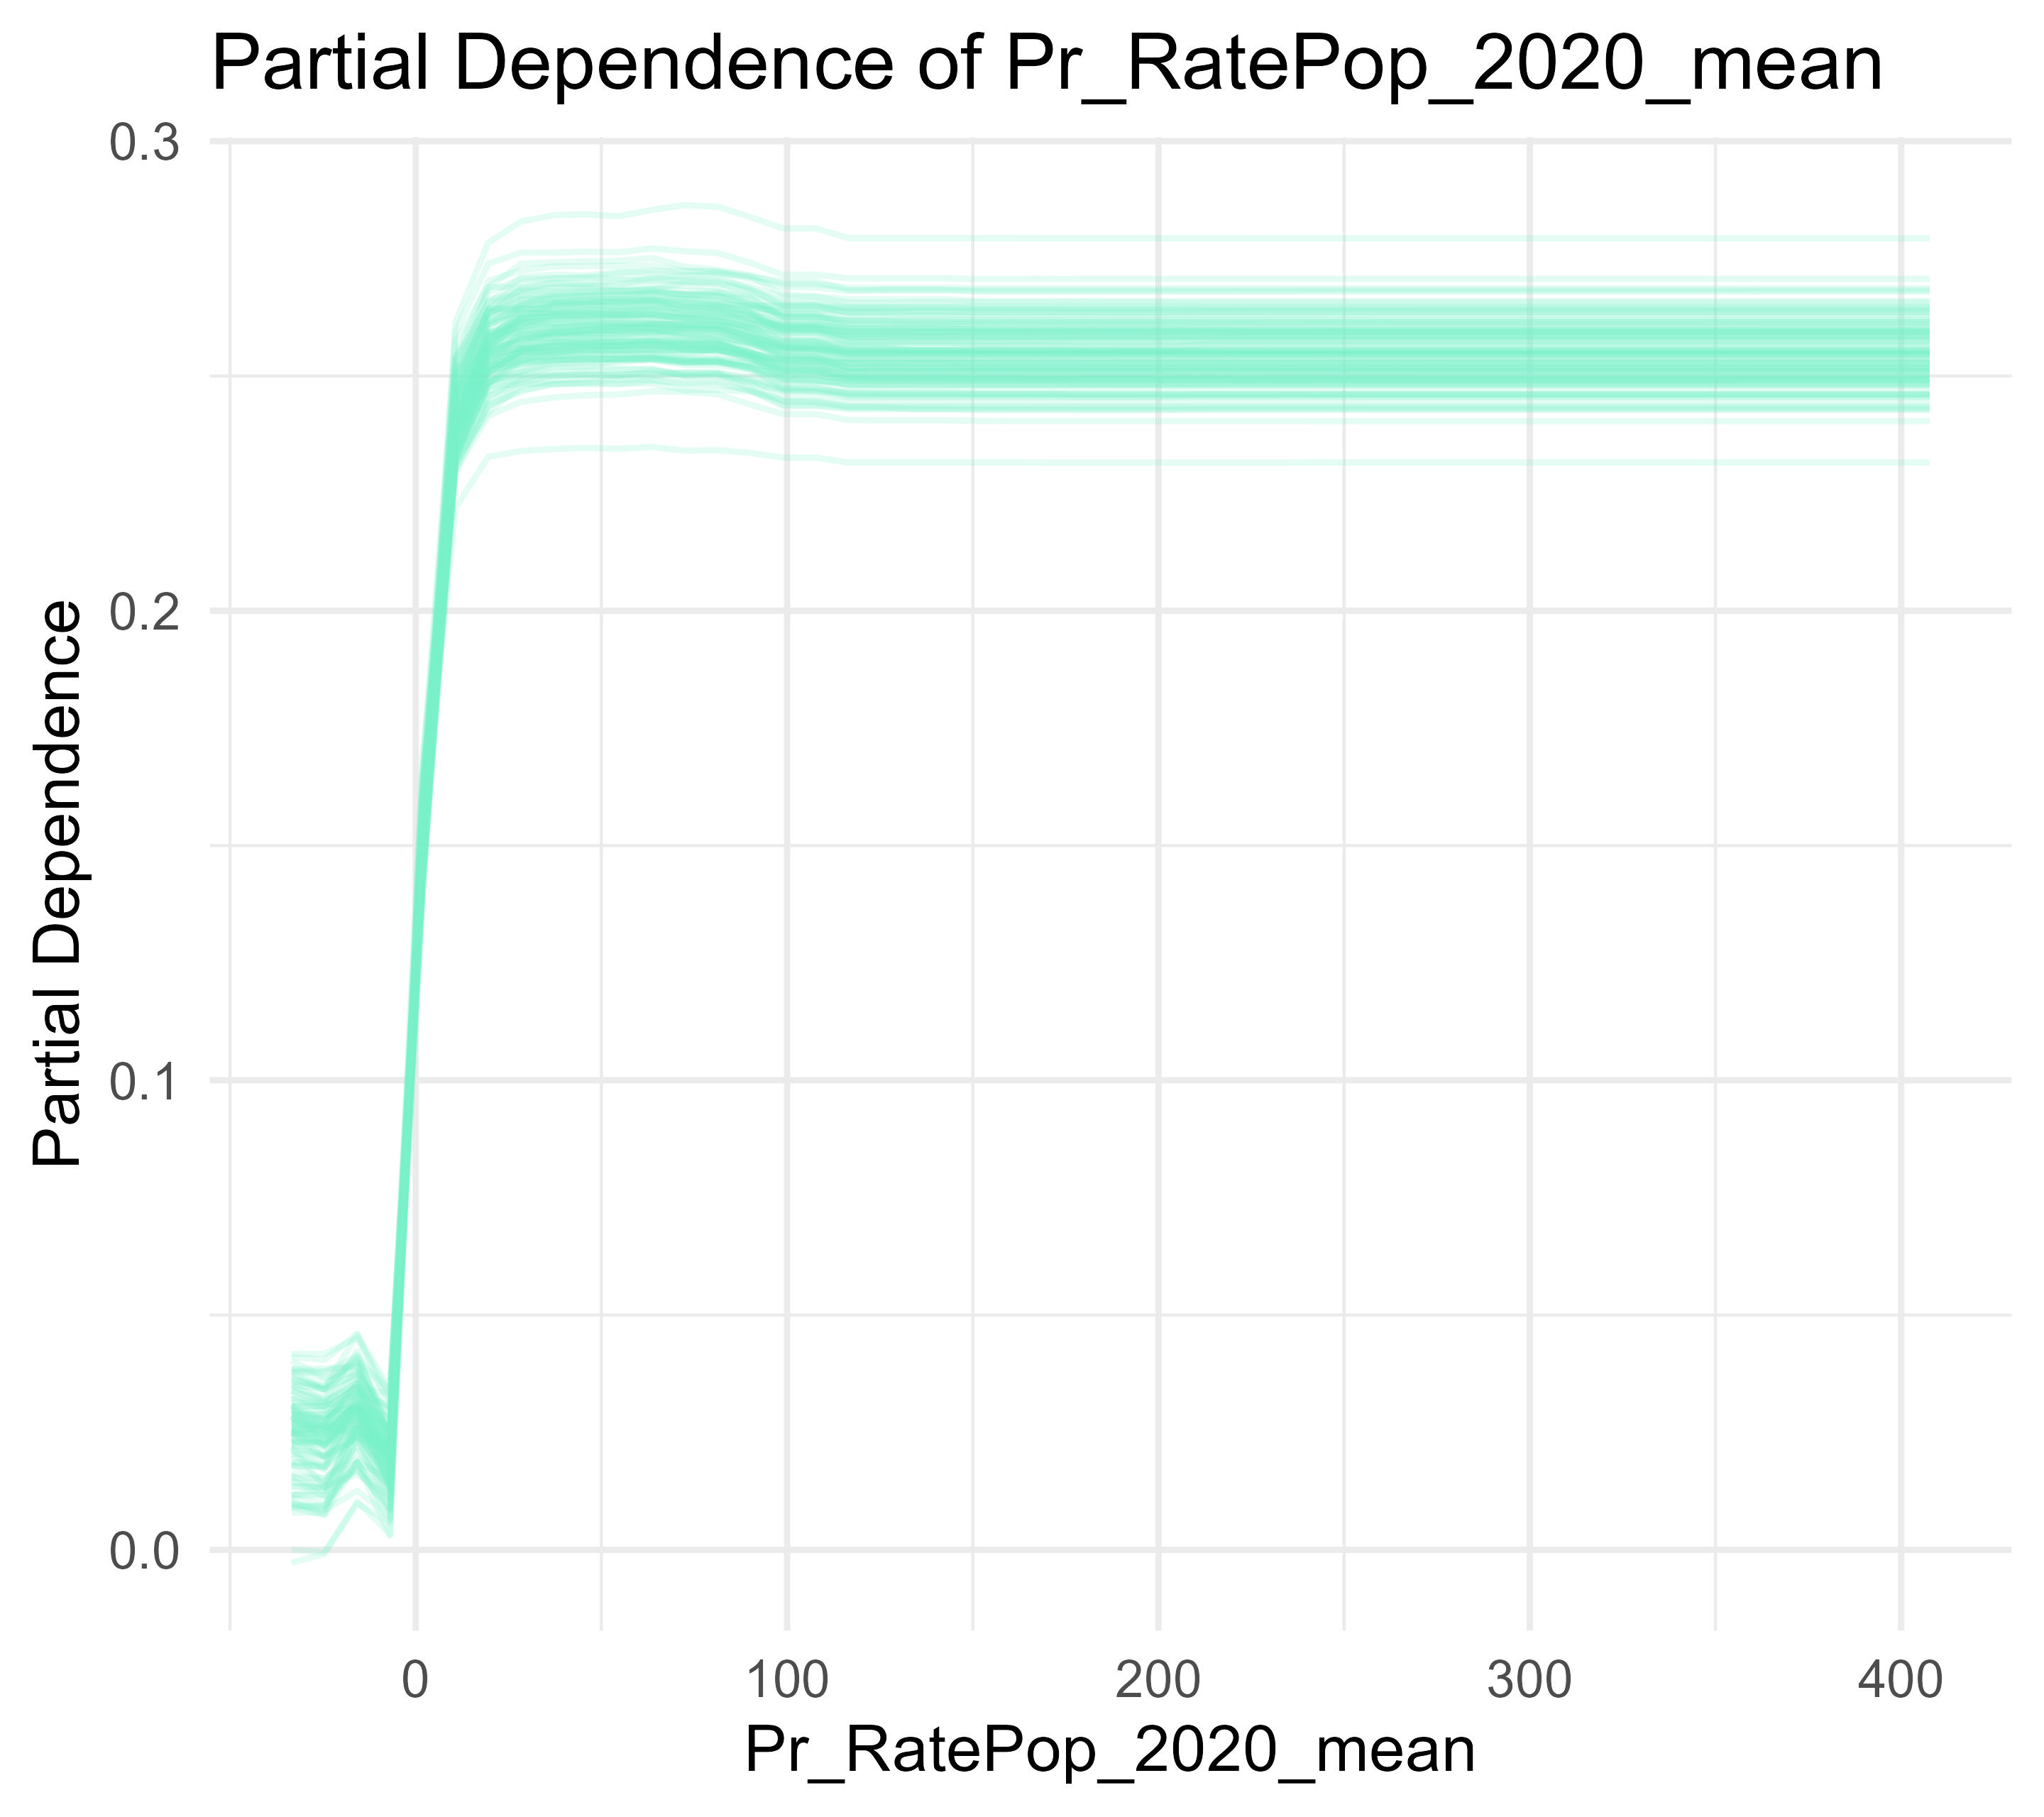 Partial Dependence of Pr_RatePop_2020_mean
0.3
0.2
0.1
0.0
Partial Dependence
0 100 200 300 400
Pr_RatePop_2020_mean